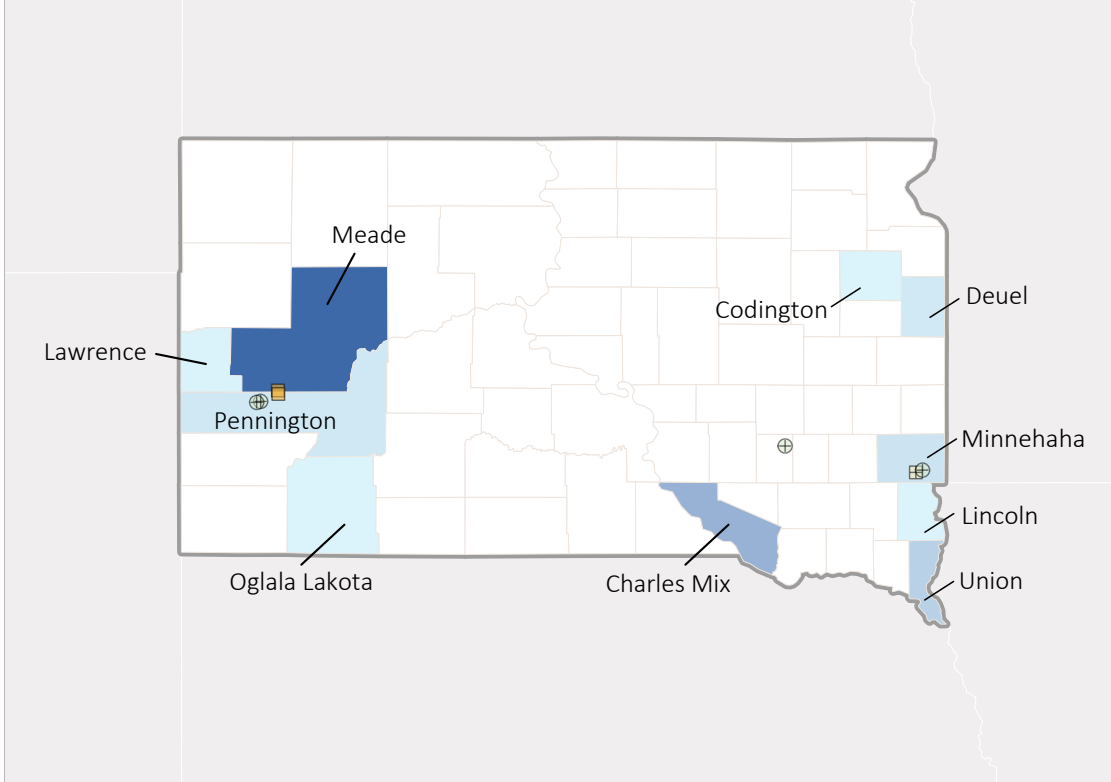 Meade
Deuel
Codington
Lawrence
Pennington
Minnehaha
Lincoln
Oglala Lakota
Charles Mix
Union